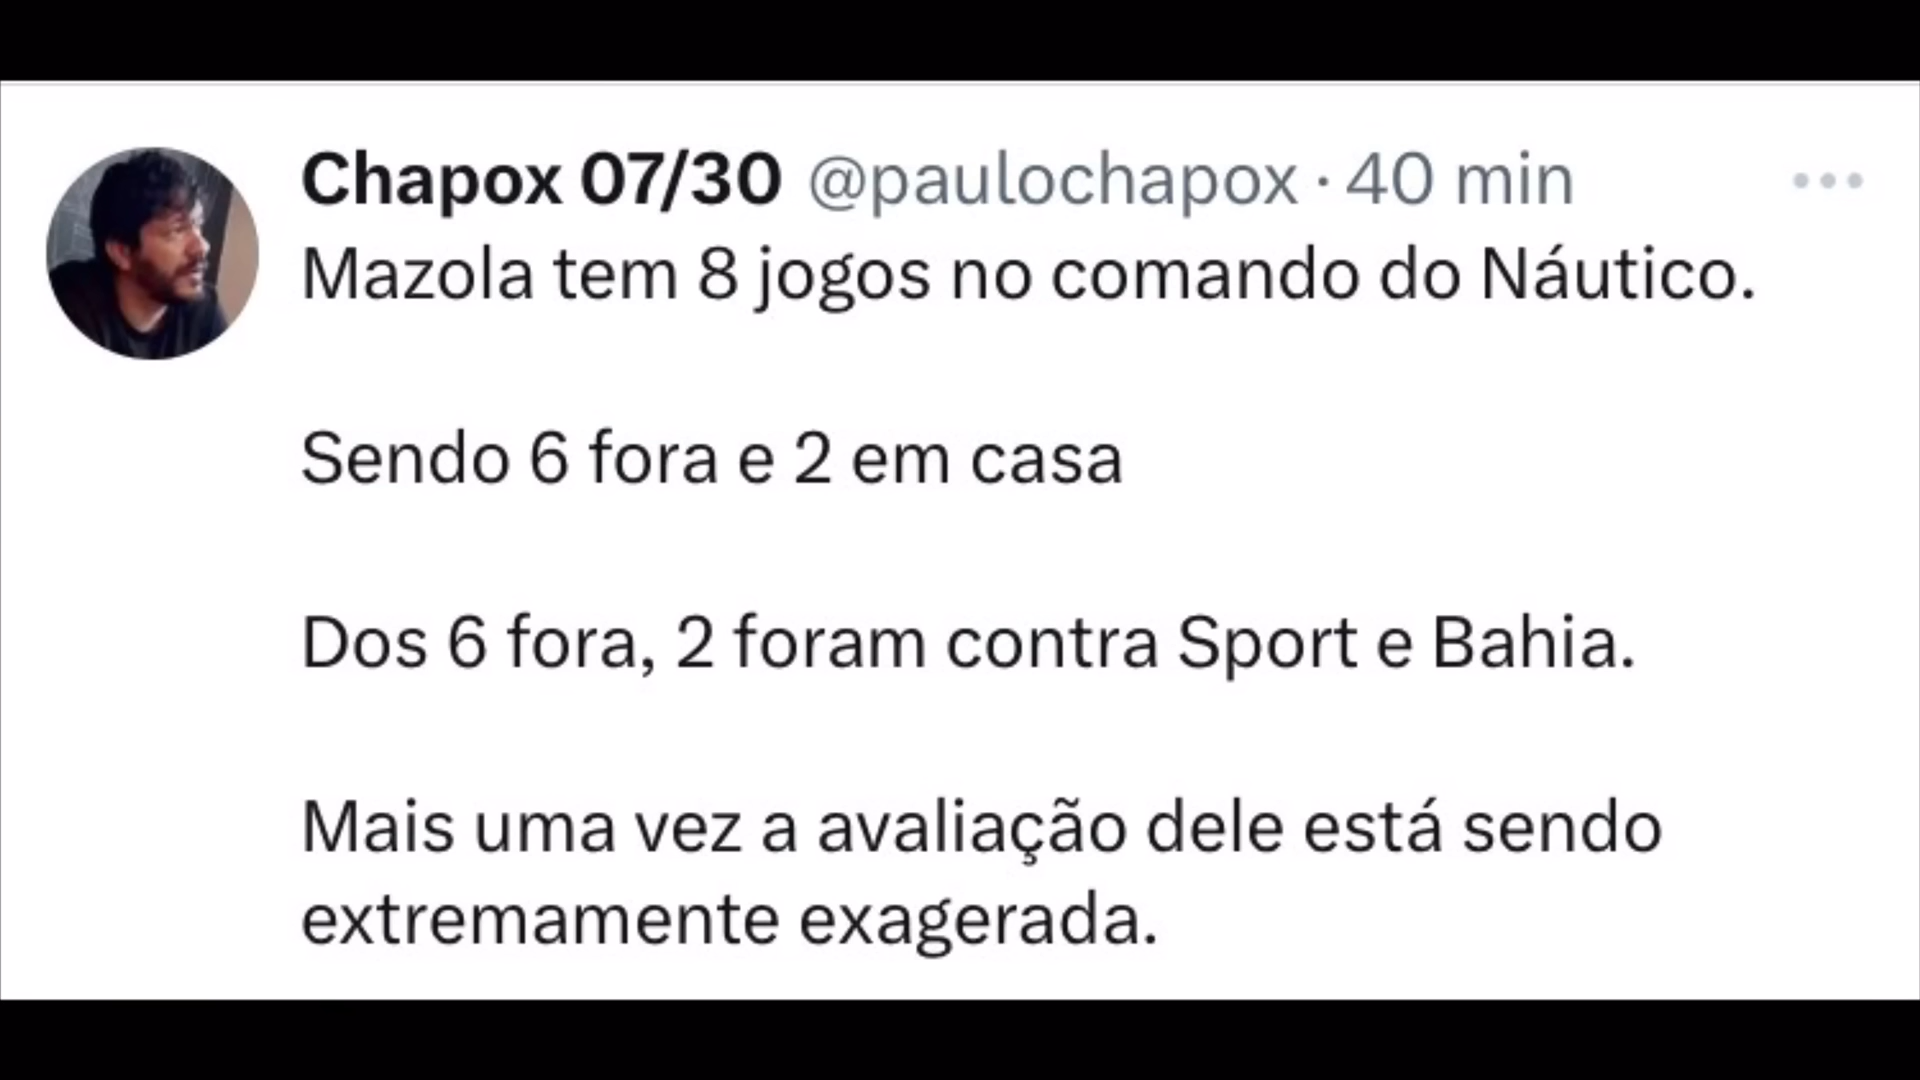 Chapox 07/30 @paulochapox · 40 min
Mazola tem 8 jogos no comando do Náutico.
Sendo 6 fora e 2 em casa
Dos 6 fora, 2 foram contra Sport e Bahia.
Mais uma vez a avaliação dele está sendo
extremamente exagerada.